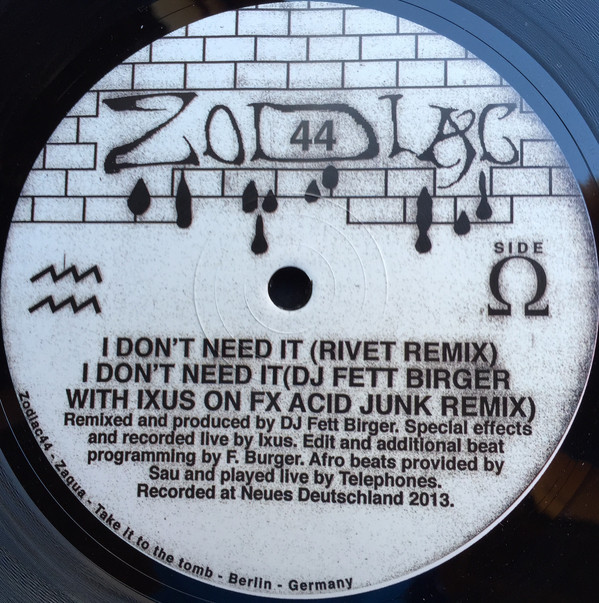 ZODIAC
44
SIDE
Ω
I DON'T NEED IT (RIVET REMIX)
I DON'T NEED IT(DJ FETT BIRGER
WITH IXUS ON FX ACID JUNK REMIX)
Remixed and produced by DJ Fett Birger. Special effects
and recorded live by Ixus. Edit and additional beat
programming by F. Burger. Afro beats provided by
Sau and played live by Telephones.
Recorded at Neues Deutschland 2013.
Zodiac44 - Zaqua - Take it to the tomb - Berlin - Germany